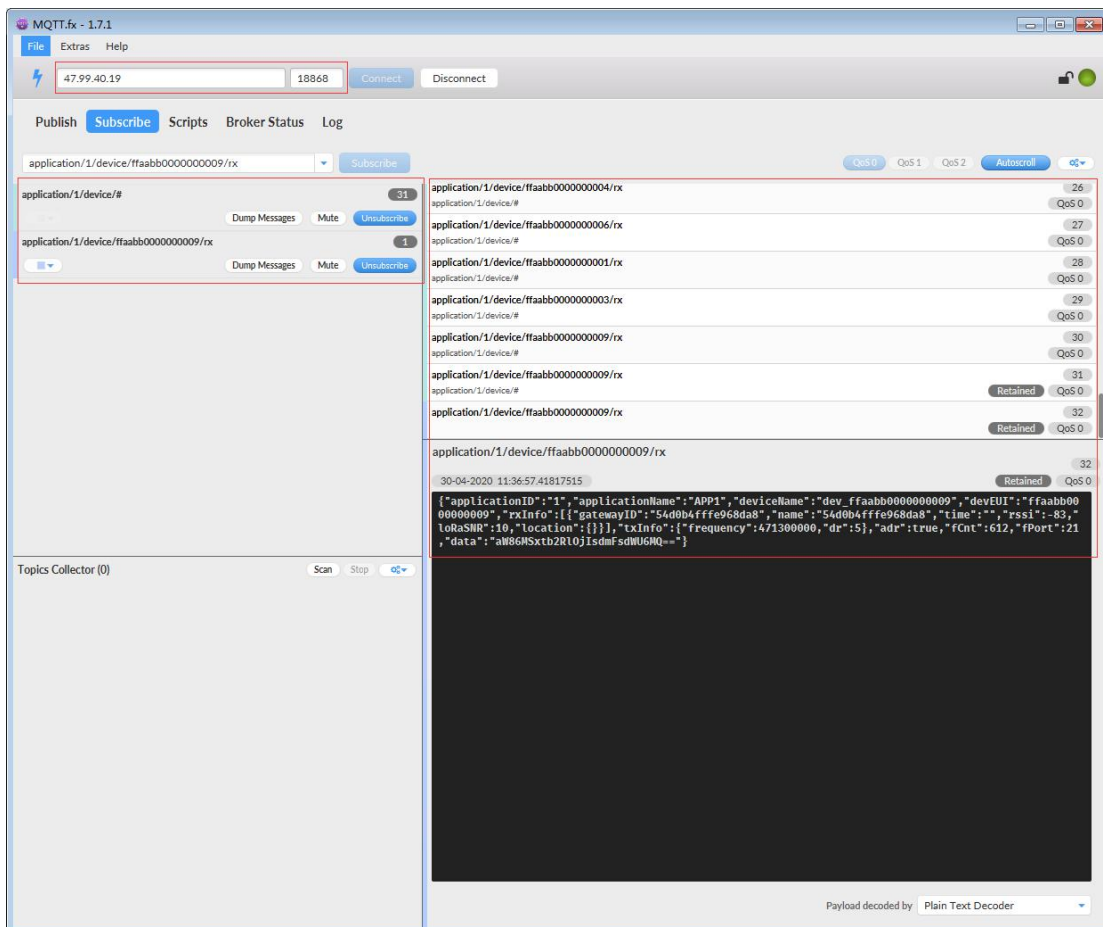 MQTT.fx - 1.7.1
File Extras Help
47.99.40.19 18868 Connect Disconnect
Publish Subscribe Scripts Broker Status Log
application/1/device/ffaabb0000000009/rx Subscribe QoS 0 QoS 1 QoS 2 Autoscroll
application/1/device/# 31
Dump Messages Mute Unsubscribe
application/1/device/ffaabb0000000009/rx 1
Dump Messages Mute Unsubscribe
application/1/device/ffaabb0000000004/rx 26
application/1/device/# QoS 0
application/1/device/ffaabb0000000006/rx 27
application/1/device/# QoS 0
application/1/device/ffaabb0000000001/rx 28
application/1/device/# QoS 0
application/1/device/ffaabb0000000003/rx 29
application/1/device/# QoS 0
application/1/device/ffaabb0000000009/rx 30
application/1/device/# QoS 0
application/1/device/ffaabb0000000009/rx 31
application/1/device/# Retained QoS 0
application/1/device/ffaabb0000000009/rx 32
Retained QoS 0
application/1/device/ffaabb0000000009/rx
32
30-04-2020 11:36:57.41817515 Retained QoS 0
{"applicationID":"1","applicationName":"APP1","deviceName":"dev_ffaabb0000000009","devEUI":"ffaabb00
00000009","rxInfo":[{"gatewayID":"54d0b4fffe968da8","name":"54d0b4fffe968da8","time":"","rssi":-83,"
loRaSNR":10,"location":{}}],"txInfo":{"frequency":471300000,"dr":5},"adr":true,"fCnt":612,"fPort":21
,"data":"aW86MSxtb2RlOjIsdmFsdWU6MQ=="}
Topics Collector (0) Scan Stop
Payload decoded by Plain Text Decoder